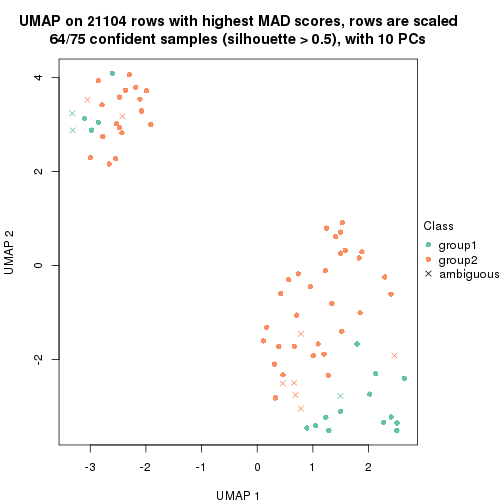 UMAP on 21104 rows with highest MAD scores, rows are scaled
64/75 confident samples (silhouette > 0.5), with 10 PCs
4
2
0
-2
UMAP 2
-3
-2
-1
0
1
2
UMAP 1
Class
group1
group2
ambiguous